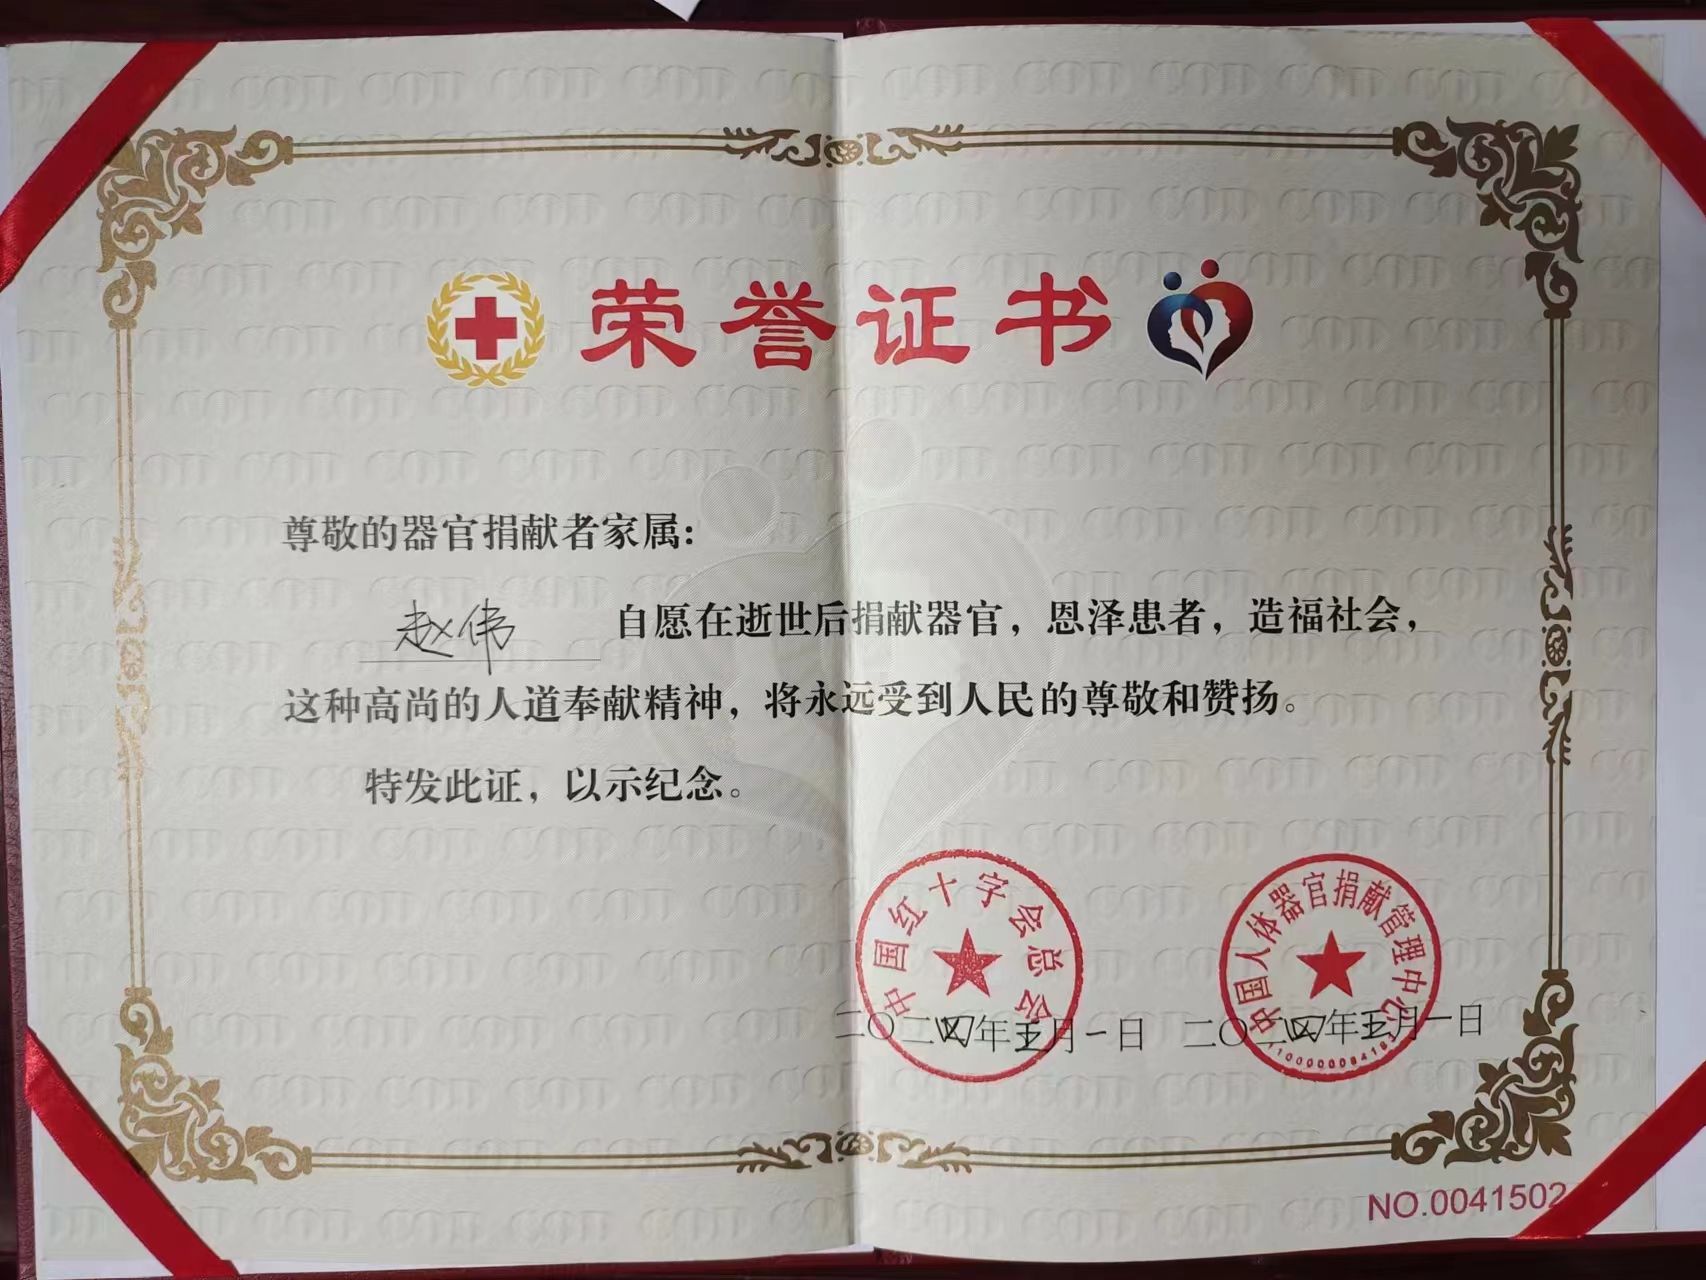 荣誉证书
尊敬的器官捐献者家属：
赵伟 自愿在逝世后捐献器官，恩泽患者，造福社会，
这种高尚的人道奉献精神，将永远受到人民的尊敬和赞扬。
特发此证，以示纪念。
中国红十字会总会
中国人体器官捐献管理中心
二〇二四年五月一日 二〇二四年五月一日
NO.0041502